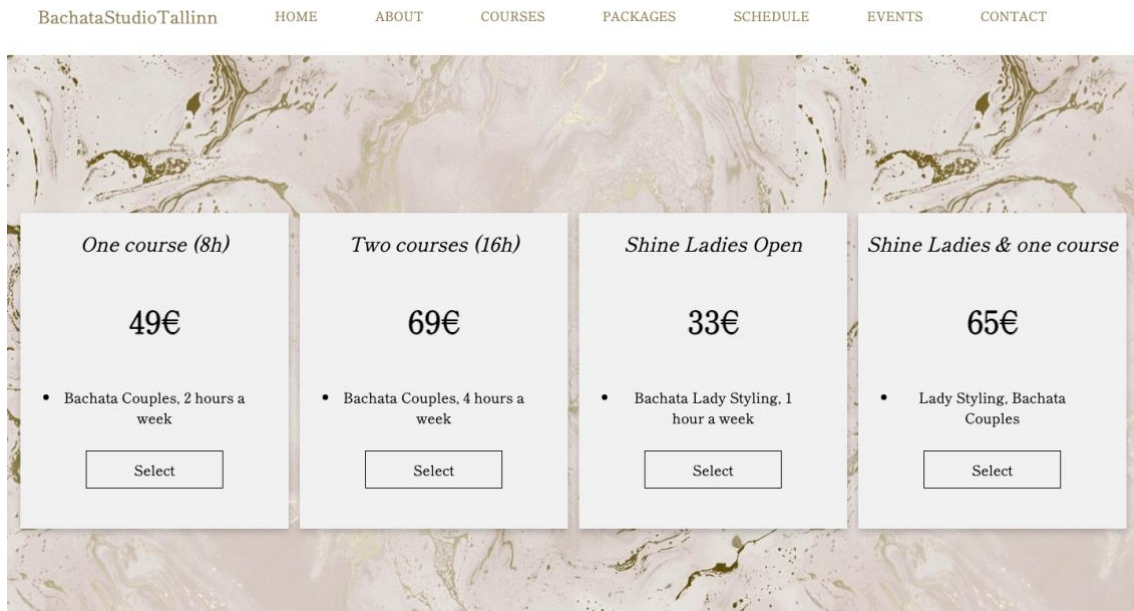 BachataStudioTallinn HOME ABOUT COURSES PACKAGES SCHEDULE EVENTS CONTACT
One course (8h)
49€
• Bachata Couples, 2 hours a
week
Select
Two courses (16h)
69€
• Bachata Couples, 4 hours a
week
Select
Shine Ladies Open
33€
• Bachata Lady Styling, 1
hour a week
Select
Shine Ladies & one course
65€
• Lady Styling, Bachata
Couples
Select